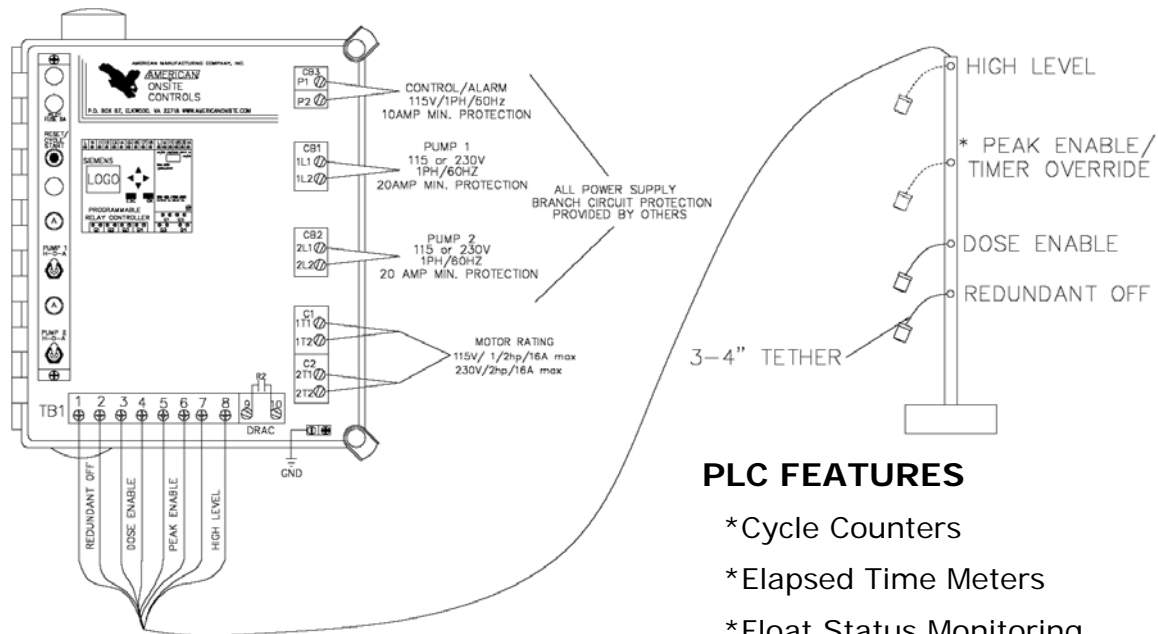 AMERICAN MANUFACTURING COMPANY, INC.
AMERICAN
ONSITE
CONTROLS
P.O. BOX 97, ELKWOOD, VA 22718 WWW.AMERICANONSITE.COM
FUSE
RESET/
CYCLE
START
SIEMENS
LOGO
PROGRAMMABLE
RELAY CONTROLLER
A
PUMP 1
H-O-A
A
PUMP 2
H-O-A
CB3
P1
P2
CONTROL/ALARM
115V/1PH/60Hz
10AMP MIN. PROTECTION
CB1
1L1
1L2
PUMP 1
115 or 230V
1PH/60HZ
20AMP MIN. PROTECTION
CB2
2L1
2L2
PUMP 2
115 or 230V
1PH/60HZ
20 AMP MIN. PROTECTION
ALL POWER SUPPLY
BRANCH CIRCUIT PROTECTION
PROVIDED BY OTHERS
C1
1T1
1T2
C2
2T1
2T2
MOTOR RATING
115V/ 1/2hp/16A max
230V/2hp/16A max
TB1
1 2 3 4 5 6 7 8
R2
9 10
DRAC
GND
REDUNDANT OFF
DOSE ENABLE
PEAK ENABLE
HIGH LEVEL
HIGH LEVEL
* PEAK ENABLE/
TIMER OVERRIDE
DOSE ENABLE
REDUNDANT OFF
3-4" TETHER
PLC FEATURES
*Cycle Counters
*Elapsed Time Meters
*Float Status Monitoring